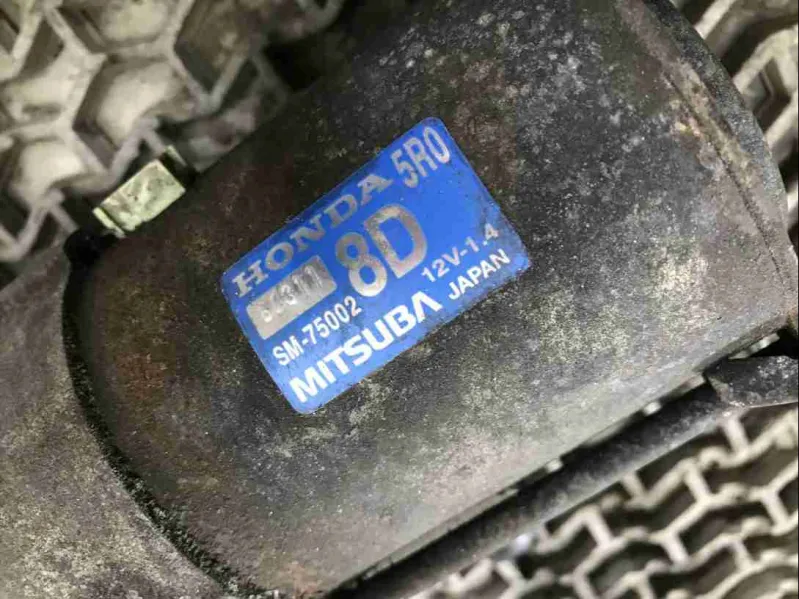 HONDA 5R0
8D
SM-75002
12V-1.4
MITSUBA JAPAN